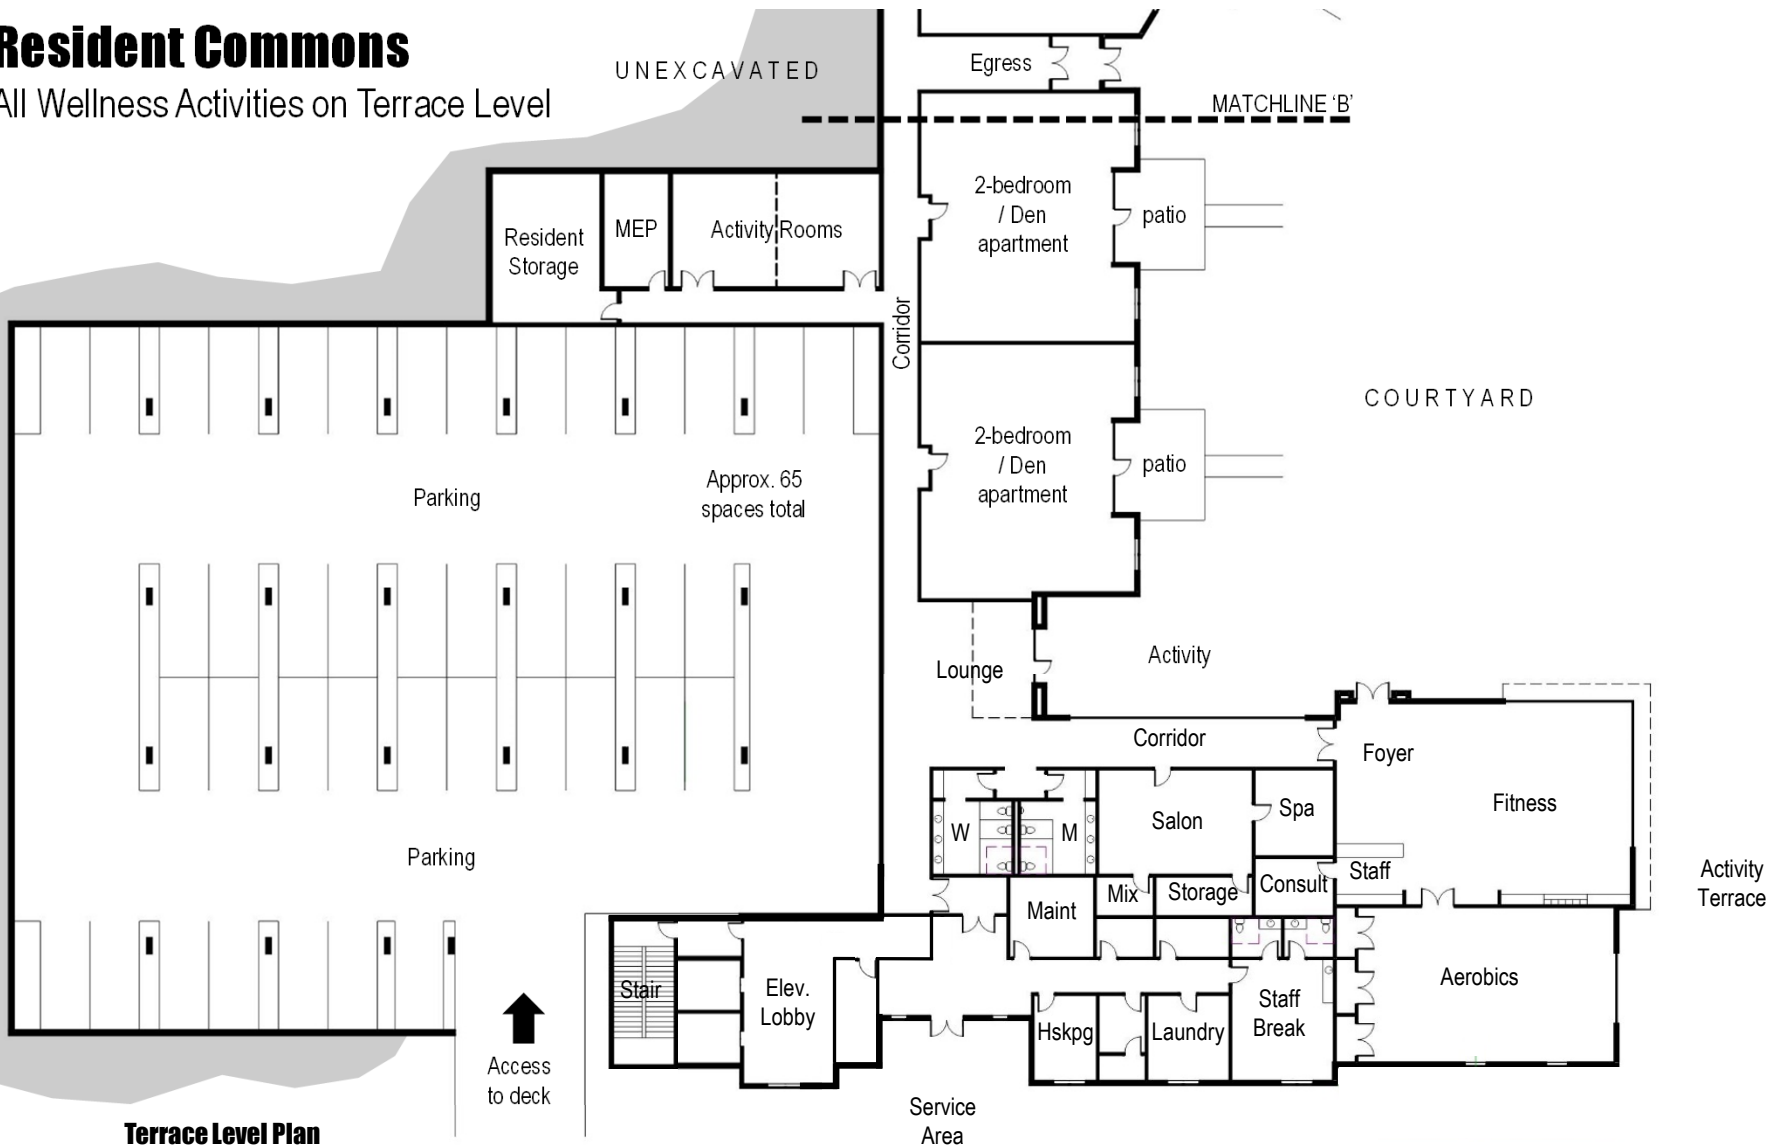 Resident Commons
All Wellness Activities on Terrace Level
UNEXCAVATED
Egress
MATCHLINE ‘B’
2-bedroom
/ Den
apartment
patio
Resident
Storage
MEP
Activity Rooms
Corridor
COURTYARD
2-bedroom
/ Den
apartment
patio
Parking
Approx. 65
spaces total
Lounge
Activity
Corridor
Foyer
Fitness
W
M
Salon
Spa
Parking
Staff
Activity
Terrace
Maint
Mix
Storage
Consult
Stair
Elev.
Lobby
Aerobics
Staff
Break
Hskpg
Laundry
Access
to deck
Service
Area
Terrace Level Plan